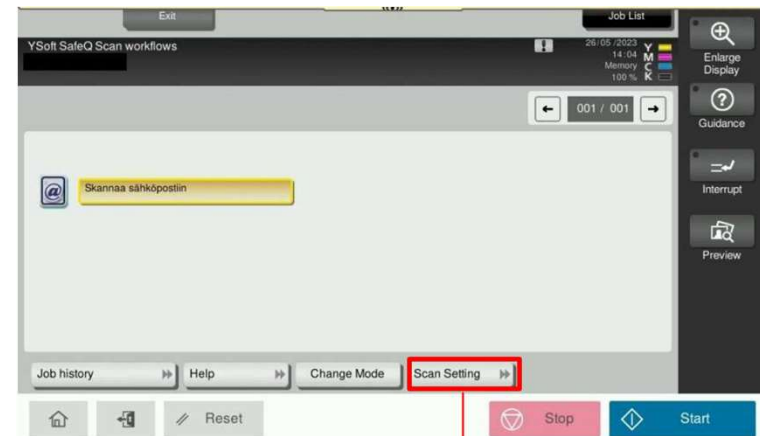 Exit
Job List
YSoft SafeQ Scan workflows
26/05/2023
14:04
Memory
100 %
Y
M
C
K
Enlarge
Display
001 / 001
Guidance
@
Skannaa sähköpostiin
Interrupt
Preview
Job history
Help
Change Mode
Scan Setting
Reset
Stop
Start